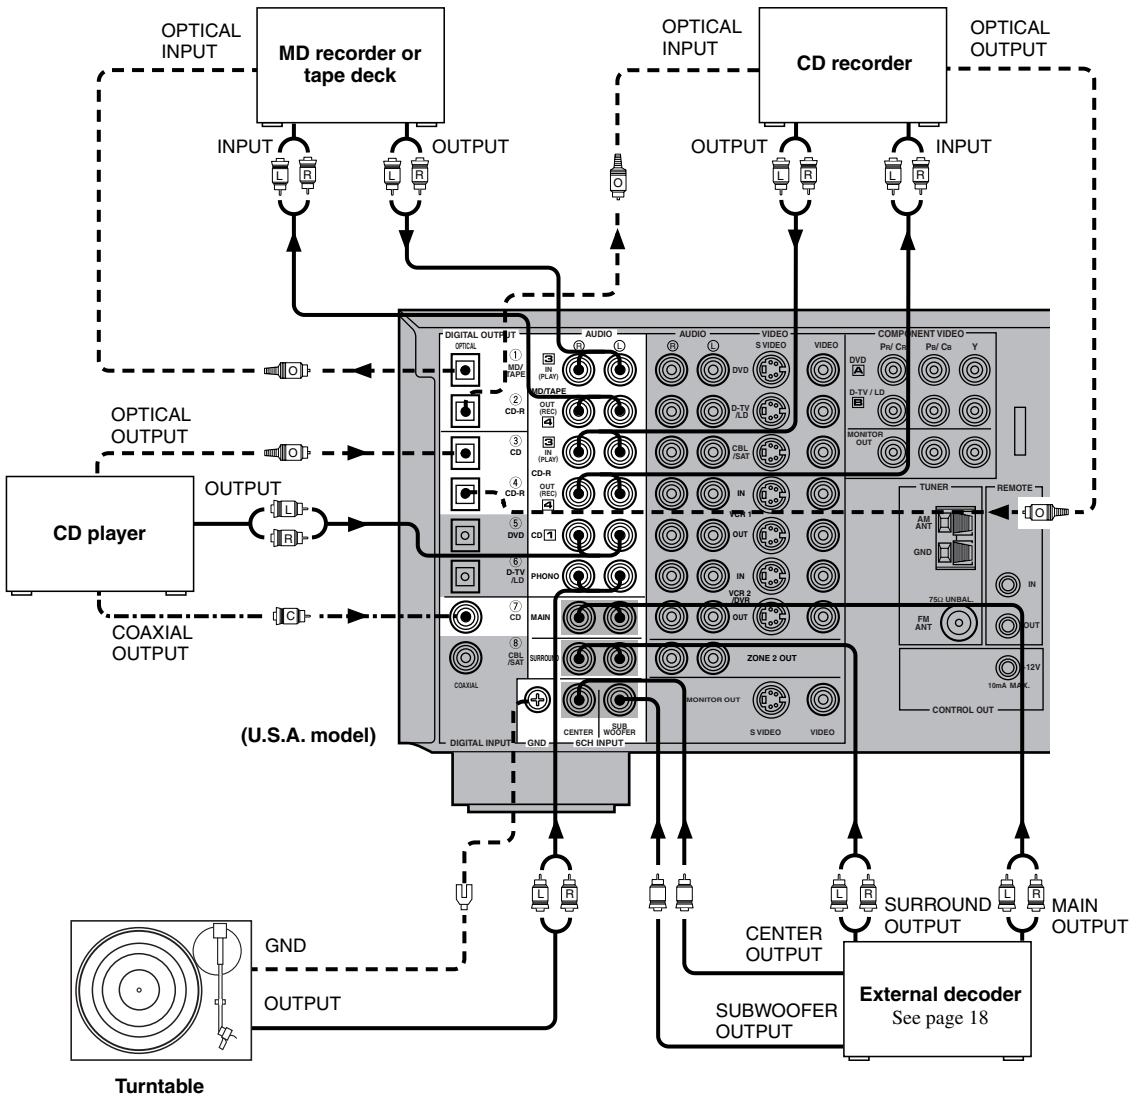 OPTICAL
INPUT
MD recorder or
tape deck
OPTICAL
INPUT
CD recorder
OPTICAL
OUTPUT
INPUT
OUTPUT
OUTPUT
INPUT
L
R
L
R
O
L
R
L
R
DIGITAL OUTPUT
AUDIO
AUDIO
VIDEO
COMPONENT VIDEO
OPTICAL
R
L
R
L
S VIDEO
VIDEO
PR/ CR
PB/ CB
Y
1
MD/
TAPE
3
IN
(PLAY)
DVD
DVD
A
O
MD/TAPE
2
CD-R
OUT
(REC)
4
D-TV
/LD
D-TV / LD
B
OPTICAL
OUTPUT
3
CD
3
IN
(PLAY)
CBL
/SAT
MONITOR
OUT
O
CD-R
4
CD-R
OUT
(REC)
4
IN
VCR 1
TUNER
REMOTE
OUTPUT
L
R
CD player
5
DVD
CD 1
OUT
AM
ANT
GND
O
6
D-TV
/LD
PHONO
IN
VCR 2
/DVR
75Ω UNBAL.
IN
COAXIAL
OUTPUT
C
7
CD
MAIN
OUT
FM
ANT
OUT
8
CBL
/SAT
SURROUND
ZONE 2 OUT
+12V
10mA MAX.
COAXIAL
MONITOR OUT
CONTROL OUT
(U.S.A. model)
CENTER
SUB
WOOFER
S VIDEO
VIDEO
DIGITAL INPUT
GND
6CH INPUT
L
R
L
R
L
R
SURROUND
OUTPUT
MAIN
OUTPUT
GND
CENTER
OUTPUT
OUTPUT
SUBWOOFER
OUTPUT
External decoder
See page 18
Turntable